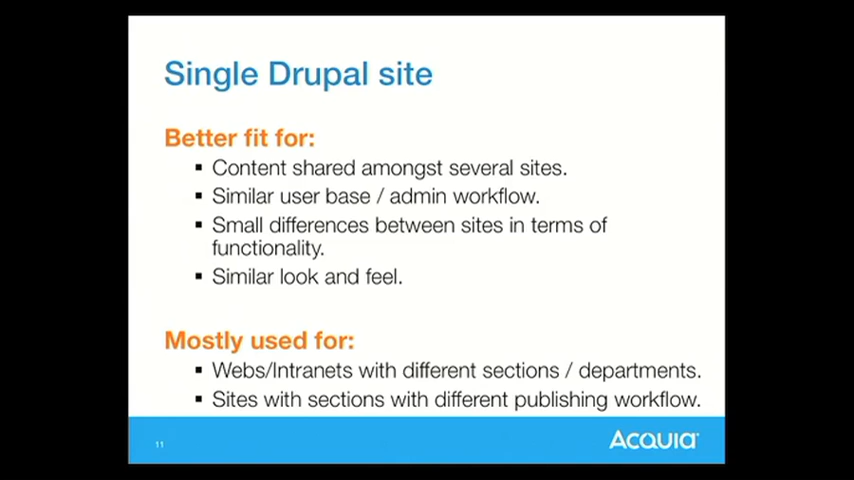 Single Drupal site
Better fit for:
▪ Content shared amongst several sites.
▪ Similar user base / admin workflow.
▪ Small differences between sites in terms of
functionality.
▪ Similar look and feel.
Mostly used for:
▪ Webs/Intranets with different sections / departments.
▪ Sites with sections with different publishing workflow.
11
ACQUIA